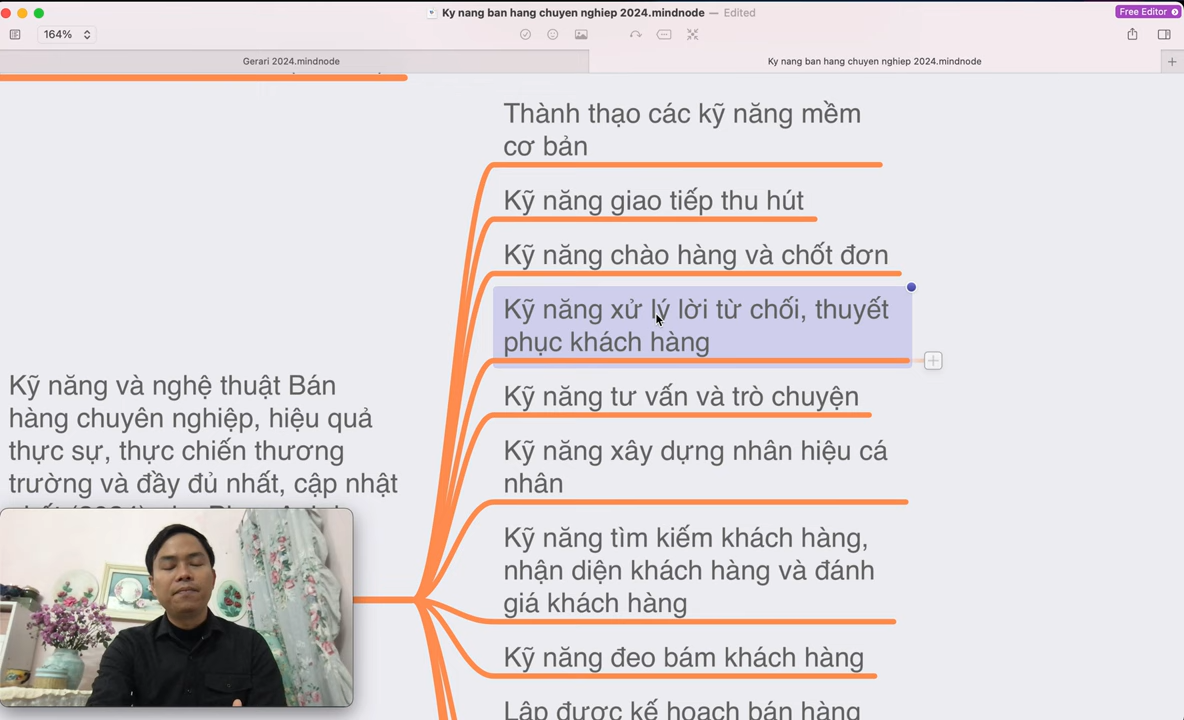 Ky nang ban hang chuyen nghiep 2024.mindnode — Edited
Free Editor
164%
Gerari 2024.mindnode
Ky nang ban hang chuyen nghiep 2024.mindnode
Thành thạo các kỹ năng mềm
cơ bản
Kỹ năng giao tiếp thu hút
Kỹ năng chào hàng và chốt đơn
Kỹ năng xử lý lời từ chối, thuyết
phục khách hàng
Kỹ năng tư vấn và trò chuyện
Kỹ năng xây dựng nhân hiệu cá
nhân
Kỹ năng tìm kiếm khách hàng,
nhận diện khách hàng và đánh
giá khách hàng
Kỹ năng đeo bám khách hàng
Lập được kế hoạch bán hàng
Kỹ năng và nghệ thuật Bán
hàng chuyên nghiệp, hiệu quả
thực sự, thực chiến thương
trường và đầy đủ nhất, cập nhật